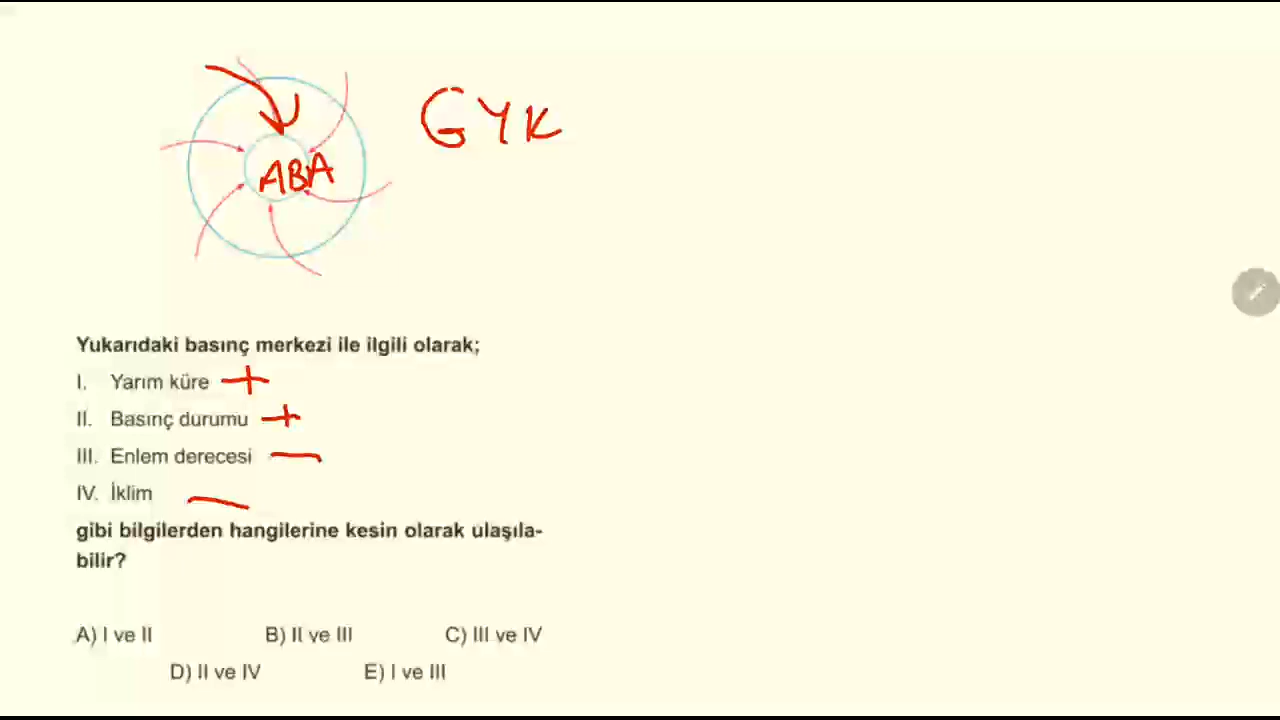 GYK
ABA
Yukarıdaki basınç merkezi ile ilgili olarak;
I. Yarım küre +
II. Basınç durumu +
III. Enlem derecesi —
IV. İklim —
gibi bilgilerden hangilerine kesin olarak ulaşıla-
bilir?
A) I ve II B) II ve III C) III ve IV
D) II ve IV E) I ve III